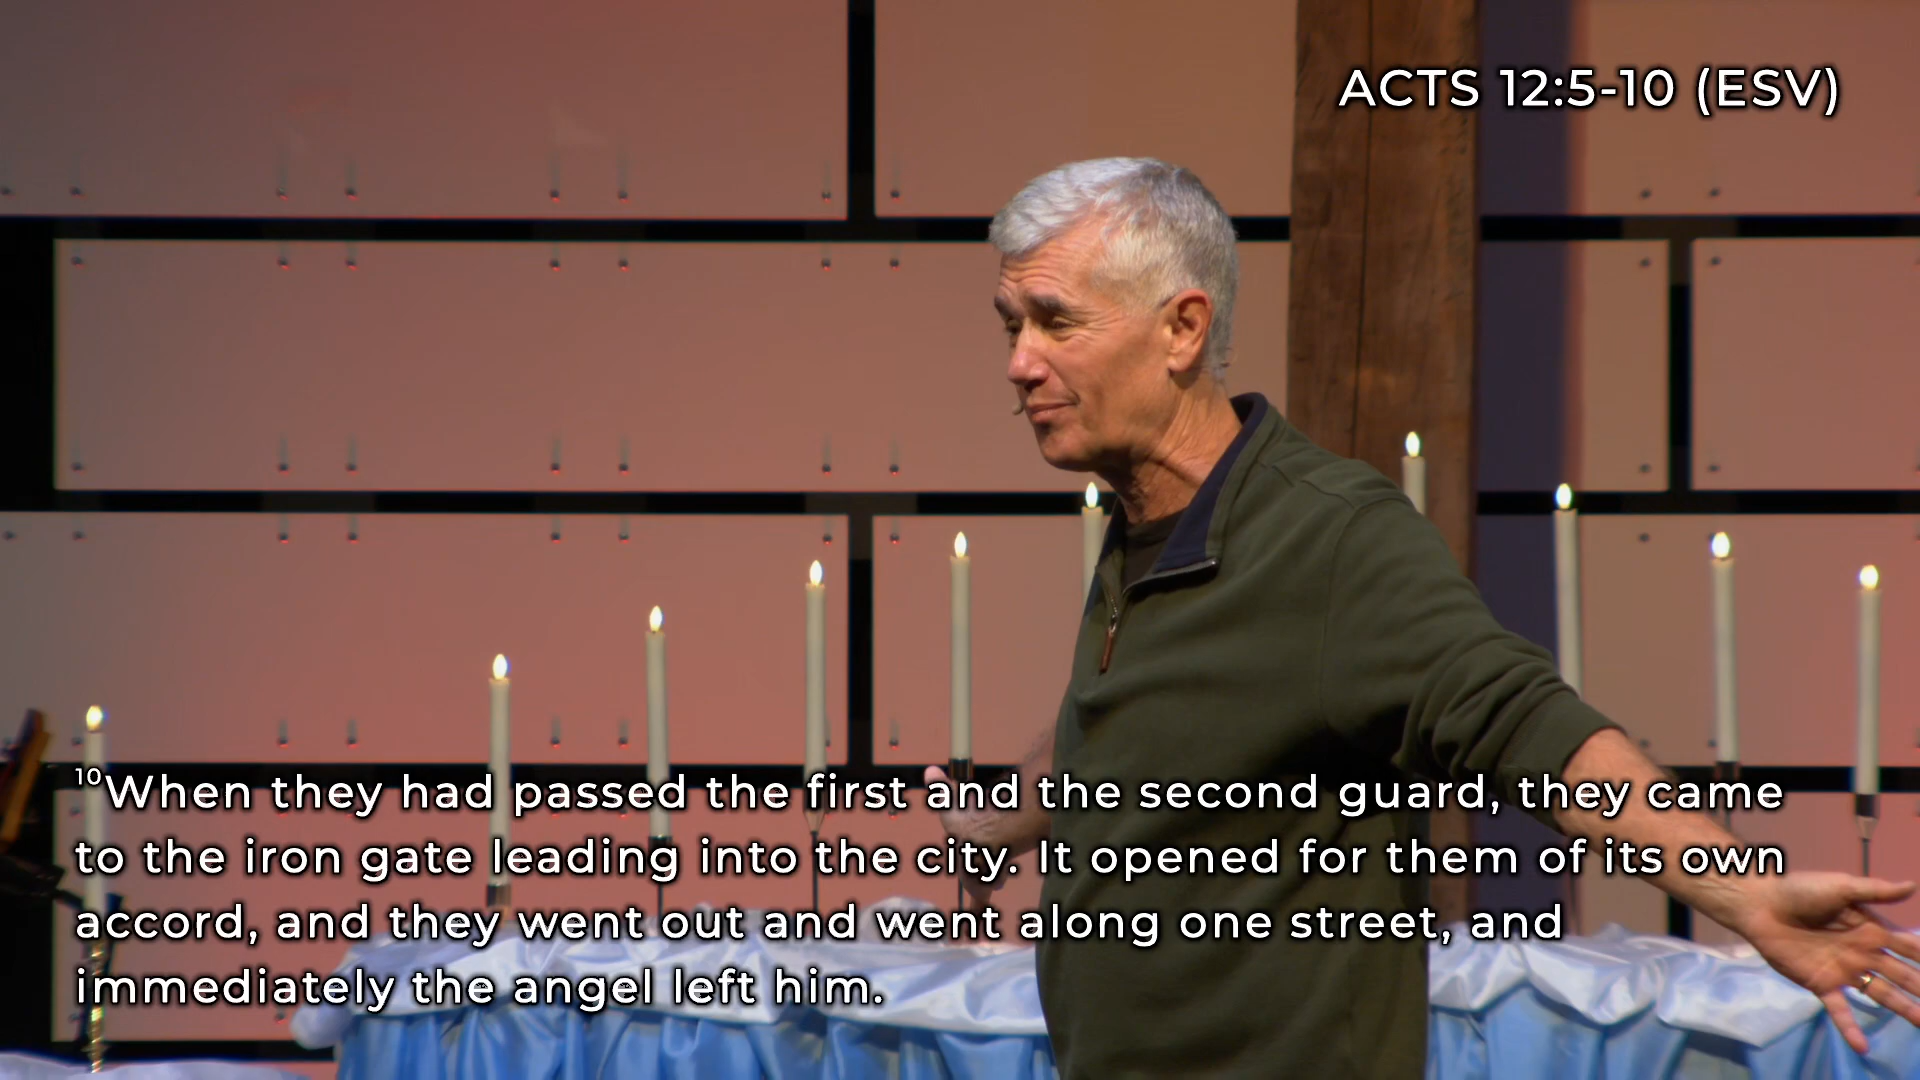 ACTS 12:5-10 (ESV)
¹⁰When they had passed the first and the second guard, they came
to the iron gate leading into the city. It opened for them of its own
accord, and they went out and went along one street, and
immediately the angel left him.